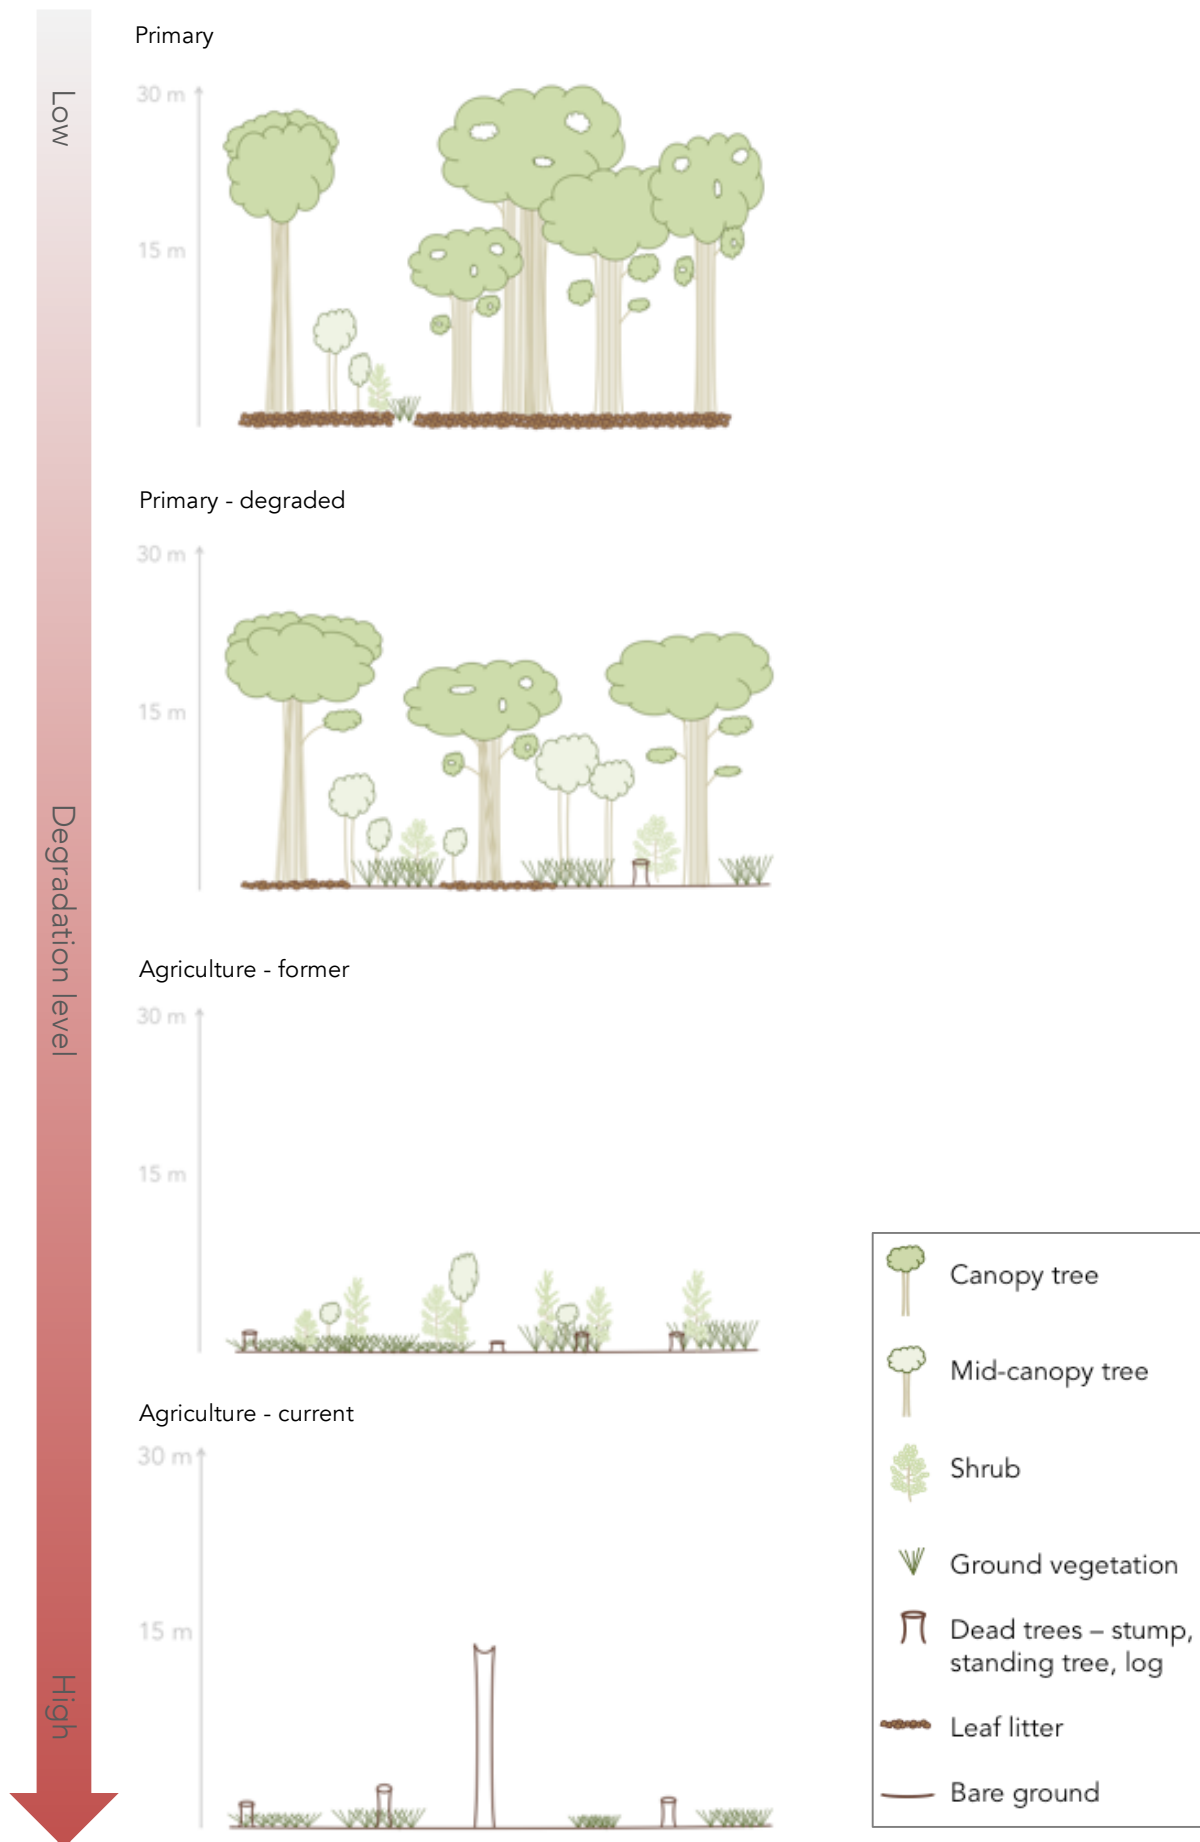 Primary
30 m
15 m
Low
Primary - degraded
30 m
15 m
Degradation level
Agriculture - former
30 m
15 m
Agriculture - current
30 m
15 m
High
Canopy tree
Mid-canopy tree
Shrub
Ground vegetation
Dead trees – stump,
standing tree, log
Leaf litter
Bare ground